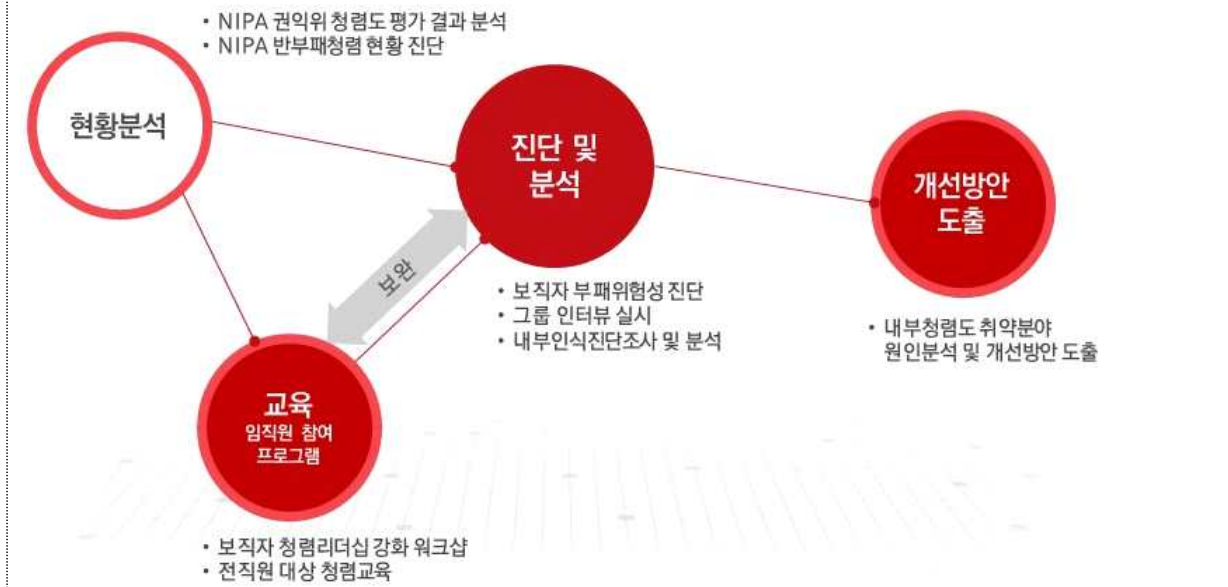 • NIPA 권익위 청렴도 평가 결과 분석
• NIPA 반부패청렴 현황 진단
현황분석
진단 및
분석
개선방안
도출
보완
• 보직자 부패위험성 진단
• 그룹 인터뷰 실시
• 내부인식진단조사 및 분석
• 내부청렴도 취약분야
원인분석 및 개선방안 도출
교육
임직원 참여
프로그램
• 보직자 청렴리더십 강화 워크샵
• 전직원 대상 청렴교육